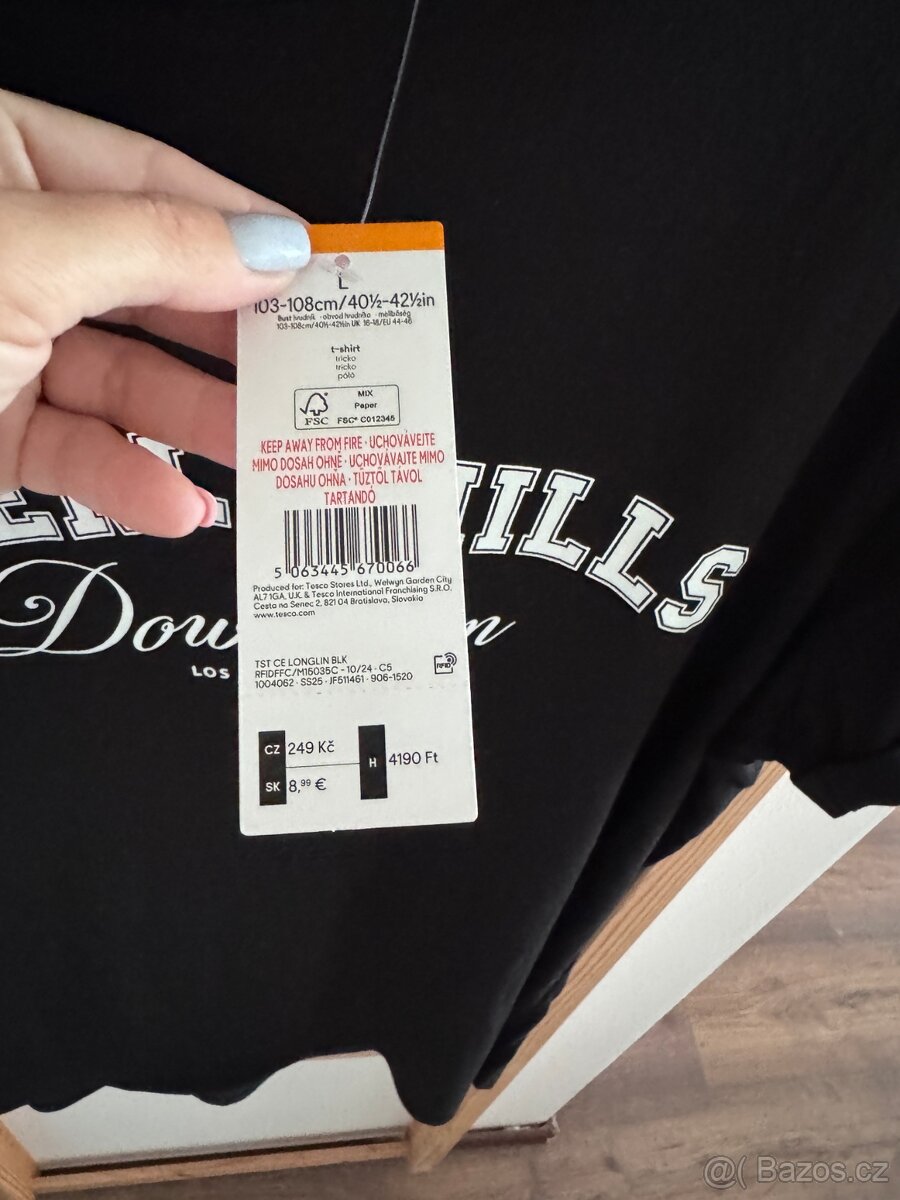 L
103-108cm/40½-42½in
Bust hrudník · obvod hrudníka · mellbőség
103-108cm/40½-42½in UK 16-18/EU 44-46
t-shirt
tricko
tricko
póló
MIX
Paper
FSC
FSC® C012345
KEEP AWAY FROM FIRE · UCHOVÁVEJTE
MIMO DOSAH OHNĚ · UCHOVÁVAJTE MIMO
DOSAHU OHŇA · TŰZTŐL TÁVOL
TARTANDÓ
5 063445 670066
Produced for: Tesco Stores Ltd., Welwyn Garden City
AL7 1GA, U.K. & Tesco International Franchising S.R.O.
Cesta na Senec 2, 821 04 Bratislava, Slovakia
www.tesco.com
TST CE LONGLIN BLK
RFIDFFC/M15035C - 10/24 - C5
1004062 · SS25 · JF511461 · 906-1520
RFID
CZ 249 Kč
SK 8,⁹⁹ €
H 4190 Ft
HILLS
Dow
n
LOS
@( Bazos.cz